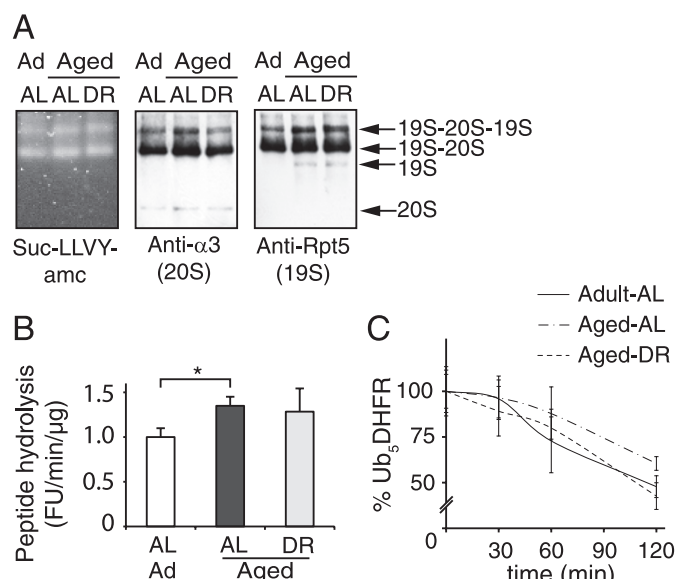 A
Ad Aged
AL AL DR
19S-20S-19S
19S-20S
19S
20S
Suc-LLVY-
amc
Anti-α3
(20S)
Anti-Rpt5
(19S)
B
Peptide hydrolysis
(FU/min/μg)
1.5
1.0
0.5
0
*
AL AL DR
Ad Aged
Ad Aged
AL AL DR
Ad Aged
AL AL DR
C
Adult-AL
Aged-AL
Aged-DR
% Ub₅DHFR
100
75
50
0
0 30 60 90 120
time (min)